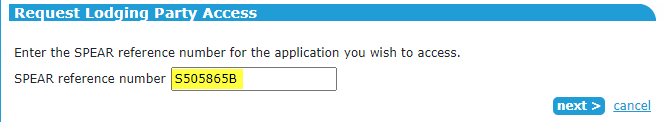 Request Lodging Party Access
Enter the SPEAR reference number for the application you wish to access.
SPEAR reference number S505865B
next > cancel